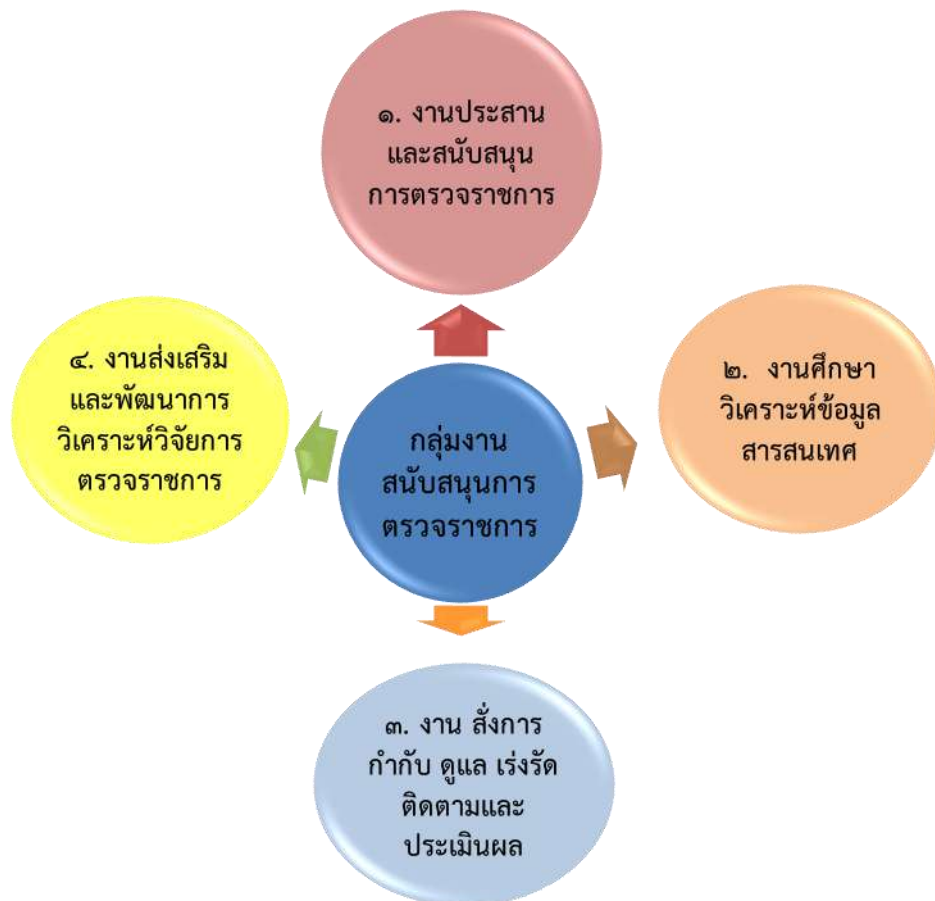 ๑. งานประสาน
และสนับสนุน
การตรวจราชการ
๒. งานศึกษา
วิเคราะห์ข้อมูล
สารสนเทศ
๓. งาน สั่งการ
กำกับ ดูแล เร่งรัด
ติดตามและ
ประเมินผล
๔. งานส่งเสริม
และพัฒนาการ
วิเคราะห์วิจัยการ
ตรวจราชการ
กลุ่มงาน
สนับสนุนการ
ตรวจราชการ